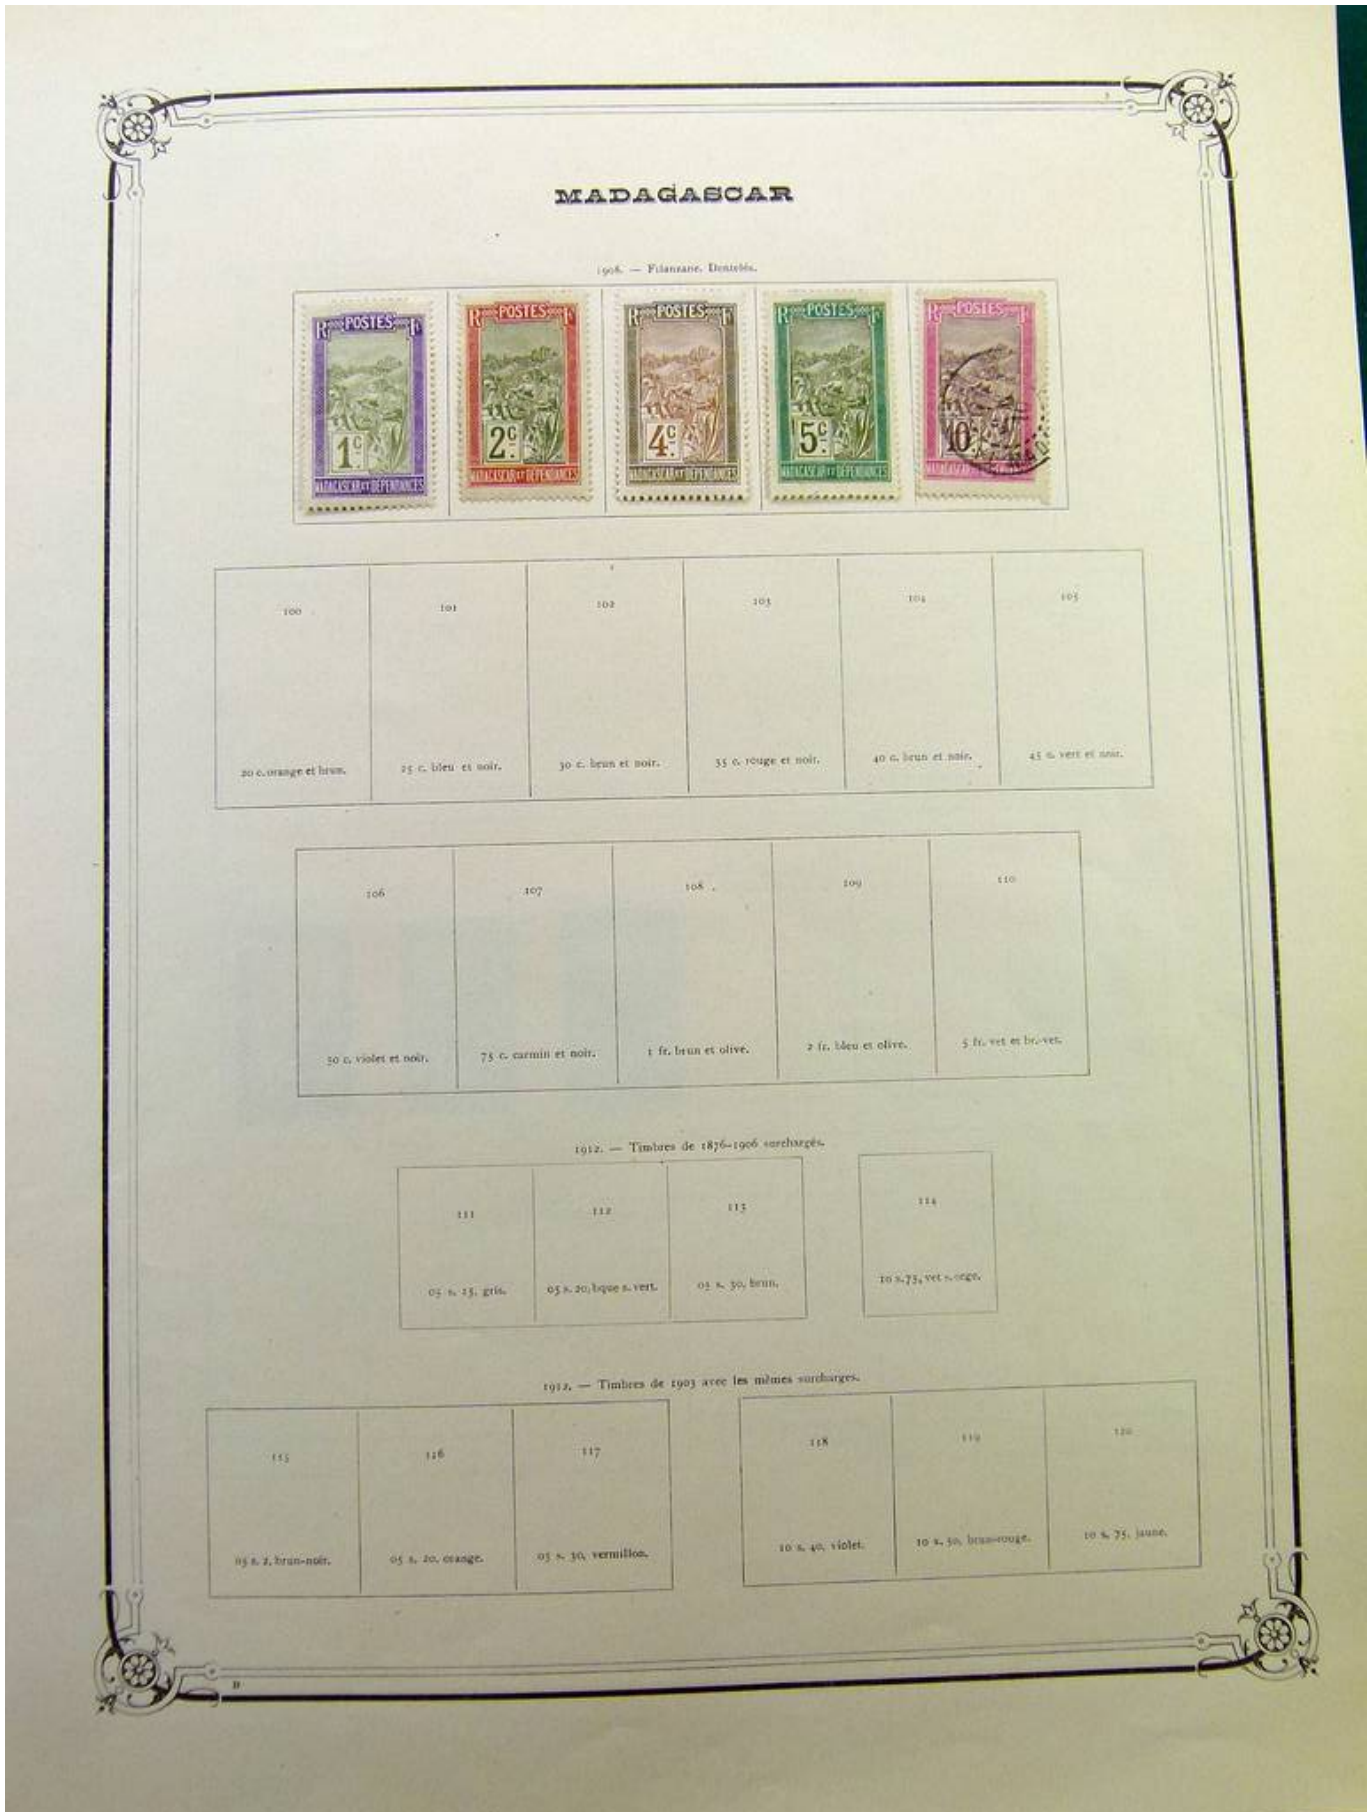 MADAGASCAR
1908. — Filanzane. Dentelés.
R POSTES F R POSTES F R POSTES F R POSTES F R POSTES F
1c 2c 4c 5c 10
MADAGASCAR ET DÉPENDANCES MADAGASCAR ET DÉPENDANCES MADAGASCAR ET DÉPENDANCES MADAGASCAR ET DÉPENDANCES MADAGASCAR ET
100 101 102 103 104 105
20 c. orange et brun. 25 c. bleu et noir. 30 c. brun et noir. 35 c. rouge et noir. 40 c. brun et noir. 45 c. vert et noir.
106 107 108 109 110
50 c. violet et noir. 75 c. carmin et noir. 1 fr. brun et olive. 2 fr. bleu et olive. 5 fr. vet et br.-vet.
1912. — Timbres de 1876-1906 surchargés.
111 112 113 114
05 s. 15, gris. 05 s. 20, bque s. vert. 05 s. 30, brun. 10 s. 75, vet s. orge.
1912. — Timbres de 1903 avec les mêmes surcharges.
115 116 117 118 119 120
05 s. 2, brun-noir. 05 s. 20, orange. 05 s. 30, vermillon. 10 s. 40, violet. 10 s. 50, brun-rouge. 10 s. 75, jaune.